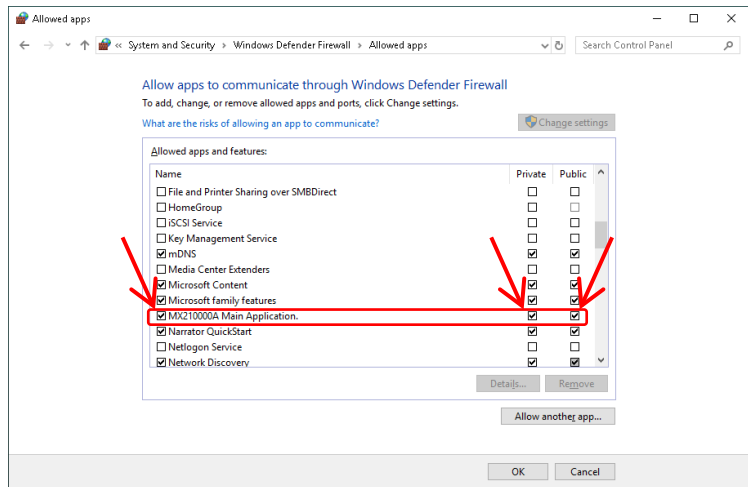 Allowed apps
« System and Security > Windows Defender Firewall > Allowed apps
Search Control Panel
Allow apps to communicate through Windows Defender Firewall
To add, change, or remove allowed apps and ports, click Change settings.
What are the risks of allowing an app to communicate?
Change settings
Allowed apps and features:
Name Private Public
File and Printer Sharing over SMBDirect
HomeGroup
iSCSI Service
Key Management Service
mDNS
Media Center Extenders
Microsoft Content
Microsoft family features
MX210000A Main Application.
Narrator QuickStart
Netlogon Service
Network Discovery
Details... Remove
Allow another app...
OK Cancel